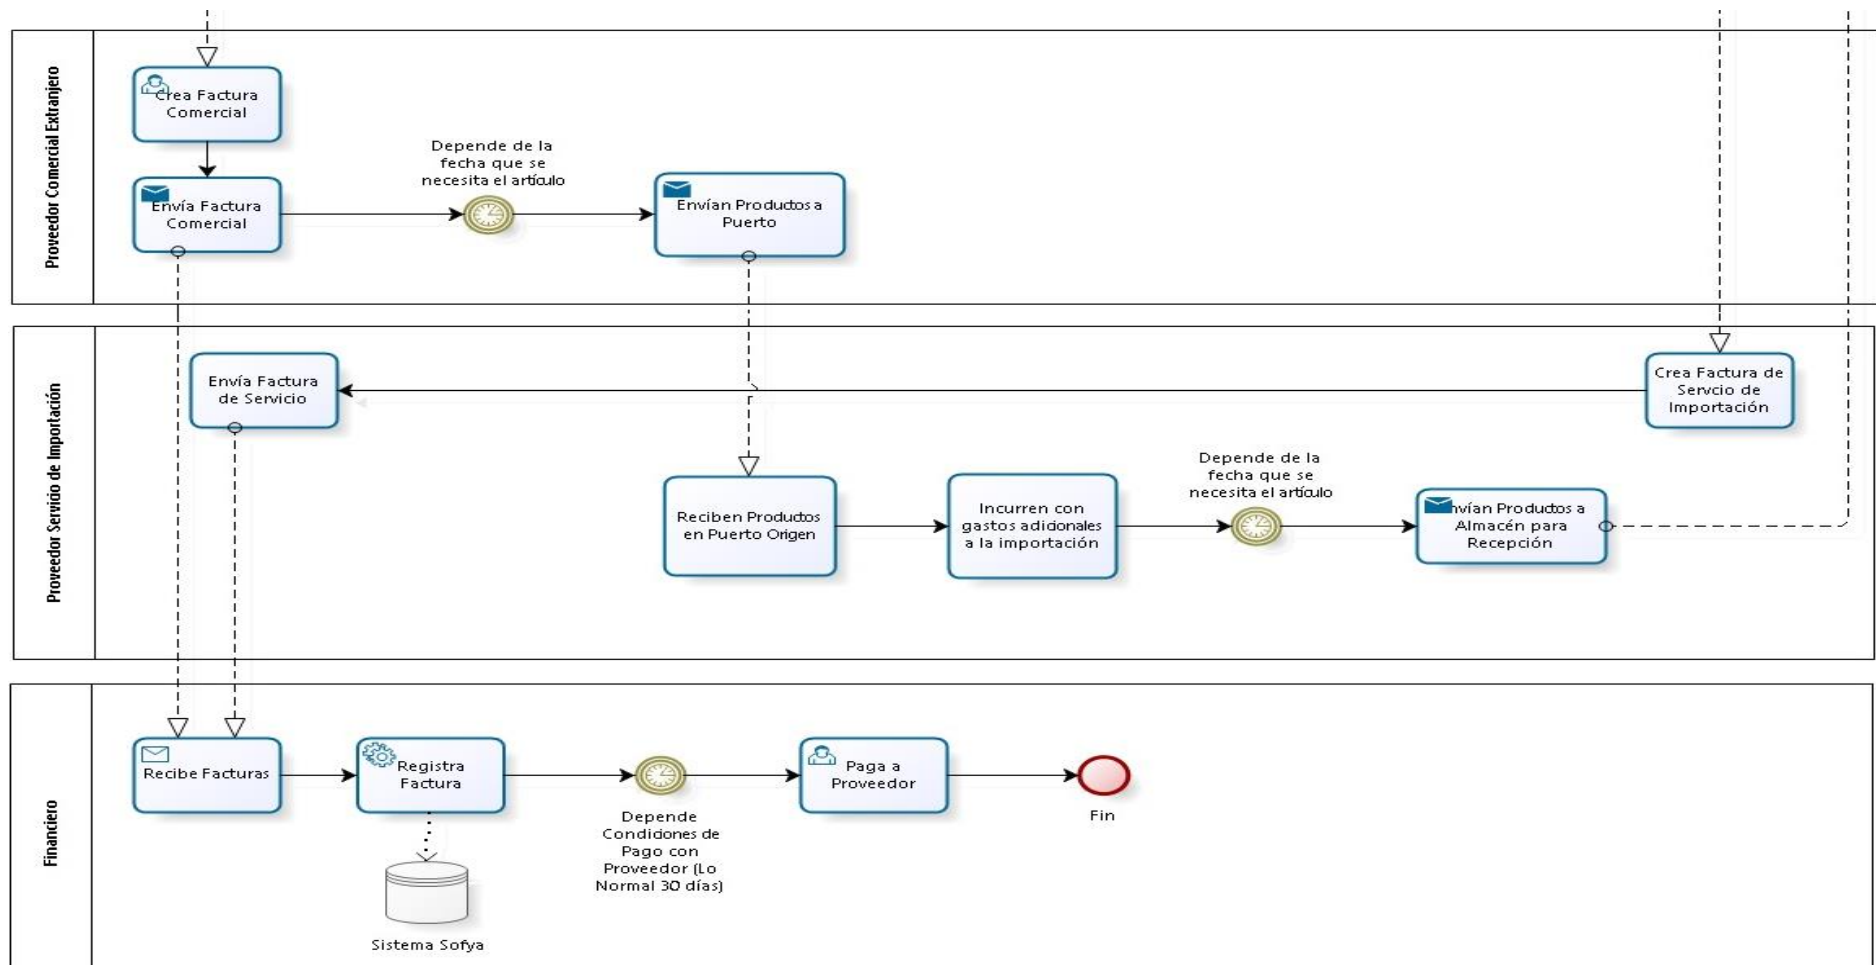 Proveedor Comercial Extranjero
Crea Factura
Comercial
Envía Factura
Comercial
Depende de la
fecha que se
necesita el artículo
Envían Productos a
Puerto
Proveedor Servicio de Importación
Envía Factura
de Servicio
Crea Factura de
Servcio de
Importación
Reciben Productos
en Puerto Origen
Incurren con
gastos adicionales
a la importación
Depende de la
fecha que se
necesita el artículo
Envían Productos a
Almacén para
Recepción
Financiero
Recibe Facturas
Registra
Factura
Sistema Sofya
Depende
Condiciones de
Pago con
Proveedor (Lo
Normal 30 días)
Paga a
Proveedor
Fin